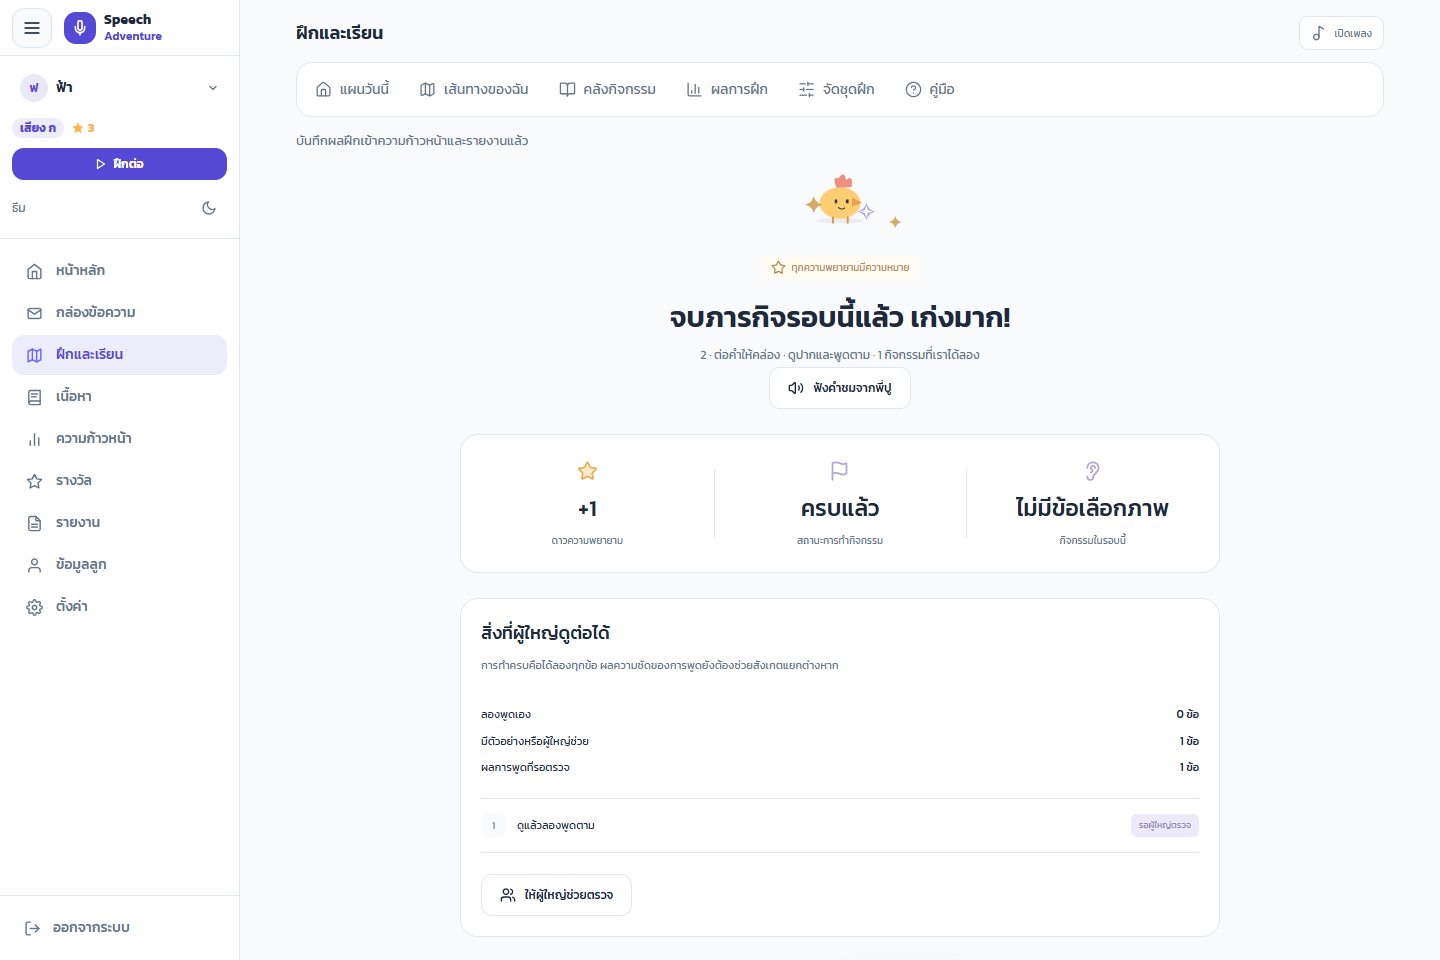 Speech
Adventure
ฟ ฟ้า
เสียง ก 3
ฝึกต่อ
ธีม
หน้าหลัก
กล่องข้อความ
ฝึกและเรียน
เนื้อหา
ความก้าวหน้า
รางวัล
รายงาน
ข้อมูลลูก
ตั้งค่า
ออกจากระบบ
ฝึกและเรียน
เปิดเพลง
แผนวันนี้ เส้นทางของฉัน คลังกิจกรรม ผลการฝึก จัดชุดฝึก คู่มือ
บันทึกผลฝึกเข้าความก้าวหน้าและรายงานแล้ว
ทุกความพยายามมีความหมาย
จบภารกิจรอบนี้แล้ว เก่งมาก!
2 · ต่อคำให้คล่อง · ดูปากและพูดตาม · 1 กิจกรรมที่เราได้ลอง
ฟังคำชมจากพี่ปู
+1 ครบแล้ว ไม่มีข้อเลือกภาพ
ดาวความพยายาม สถานะการทำกิจกรรม กิจกรรมในรอบนี้
สิ่งที่ผู้ใหญ่ดูต่อได้
การทำครบคือได้ลองทุกข้อ ผลความชัดของการพูดยังต้องช่วยสังเกตแยกต่างหาก
ลองพูดเอง 0 ข้อ
มีตัวอย่างหรือผู้ใหญ่ช่วย 1 ข้อ
ผลการพูดที่รอตรวจ 1 ข้อ
1 ดูแล้วลองพูดตาม รอผู้ใหญ่ตรวจ
ให้ผู้ใหญ่ช่วยตรวจ